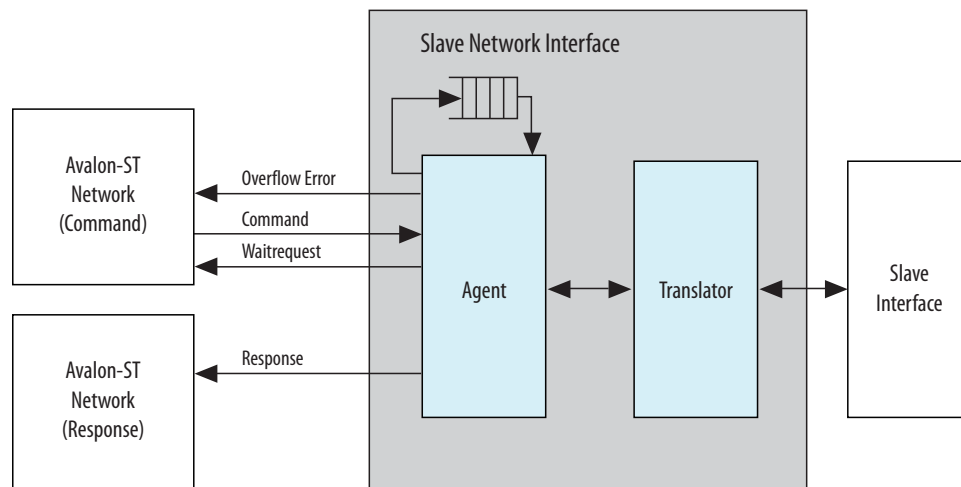 Slave Network Interface
Avalon-ST
Network
(Command)
Overflow Error
Command
Waitrequest
Agent
Translator
Slave
Interface
Avalon-ST
Network
(Response)
Response